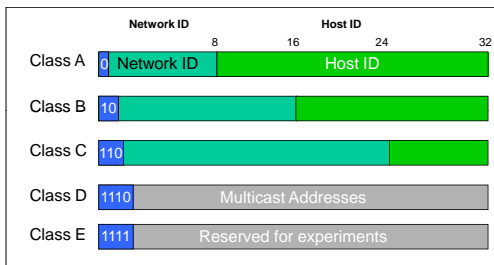 Network ID Host ID
8 16 24 32
Class A 0 Network ID Host ID
Class B 10
Class C 110
Class D 1110 Multicast Addresses
Class E 1111 Reserved for experiments